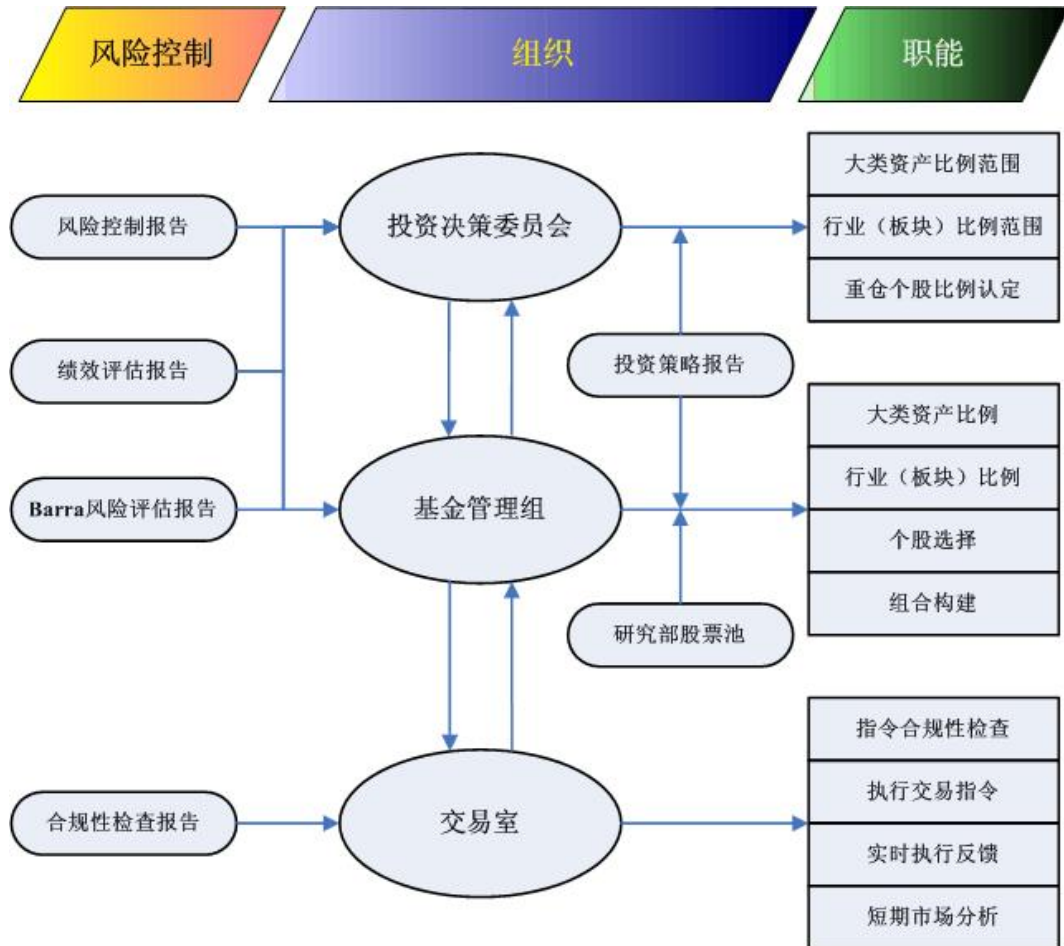 风险控制
组织
职能
风险控制报告
绩效评估报告
Barra风险评估报告
合规性检查报告
投资决策委员会
基金管理组
交易室
投资策略报告
研究部股票池
大类资产比例范围
行业（板块）比例范围
重仓个股比例认定
大类资产比例
行业（板块）比例
个股选择
组合构建
指令合规性检查
执行交易指令
实时执行反馈
短期市场分析